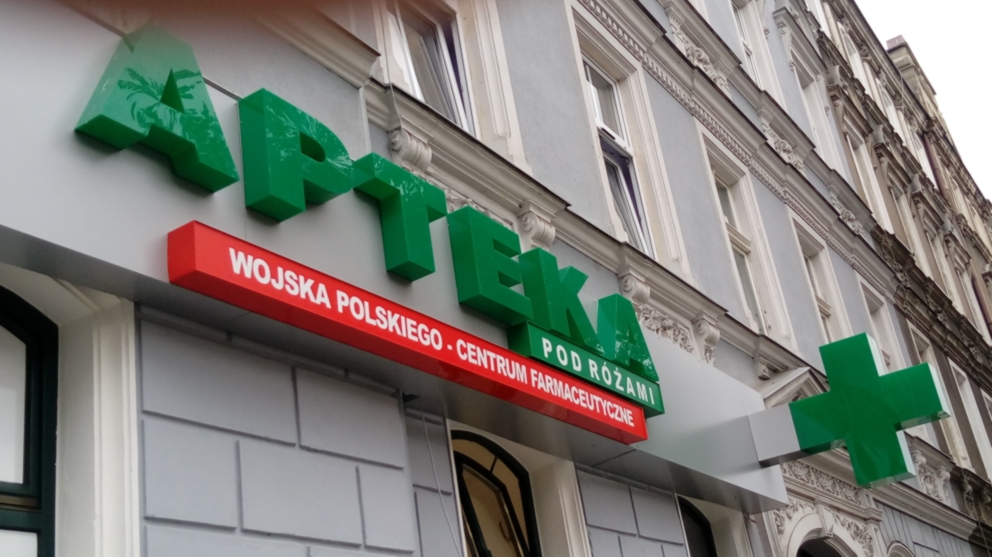 APTEKA
POD RÓŻAMI
WOJSKA POLSKIEGO - CENTRUM FARMACEUTYCZNE